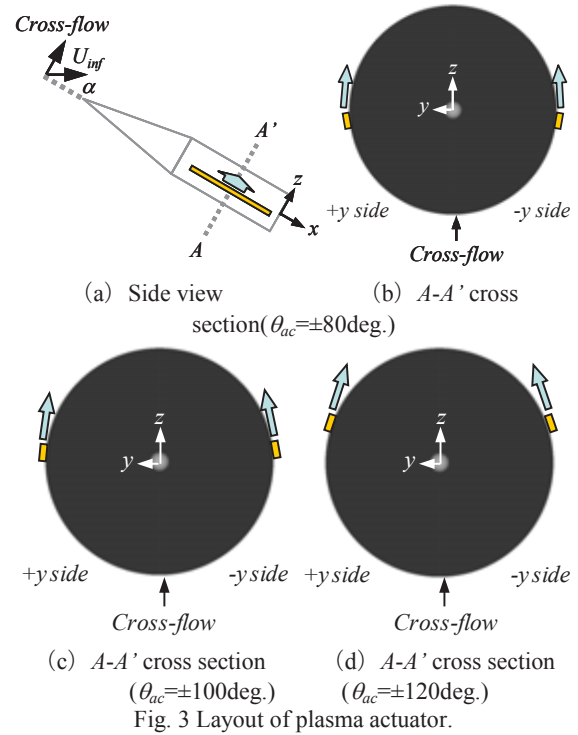 Cross-flow
U_inf
α
A'
z
x
A
(a) Side view
z
y
+y side
-y side
Cross-flow
(b) A-A' cross
section(θ_ac=±80deg.)
z
y
+y side
-y side
Cross-flow
(c) A-A' cross section
(θ_ac=±100deg.)
z
y
+y side
-y side
Cross-flow
(d) A-A' cross section
(θ_ac=±120deg.)
Fig. 3 Layout of plasma actuator.